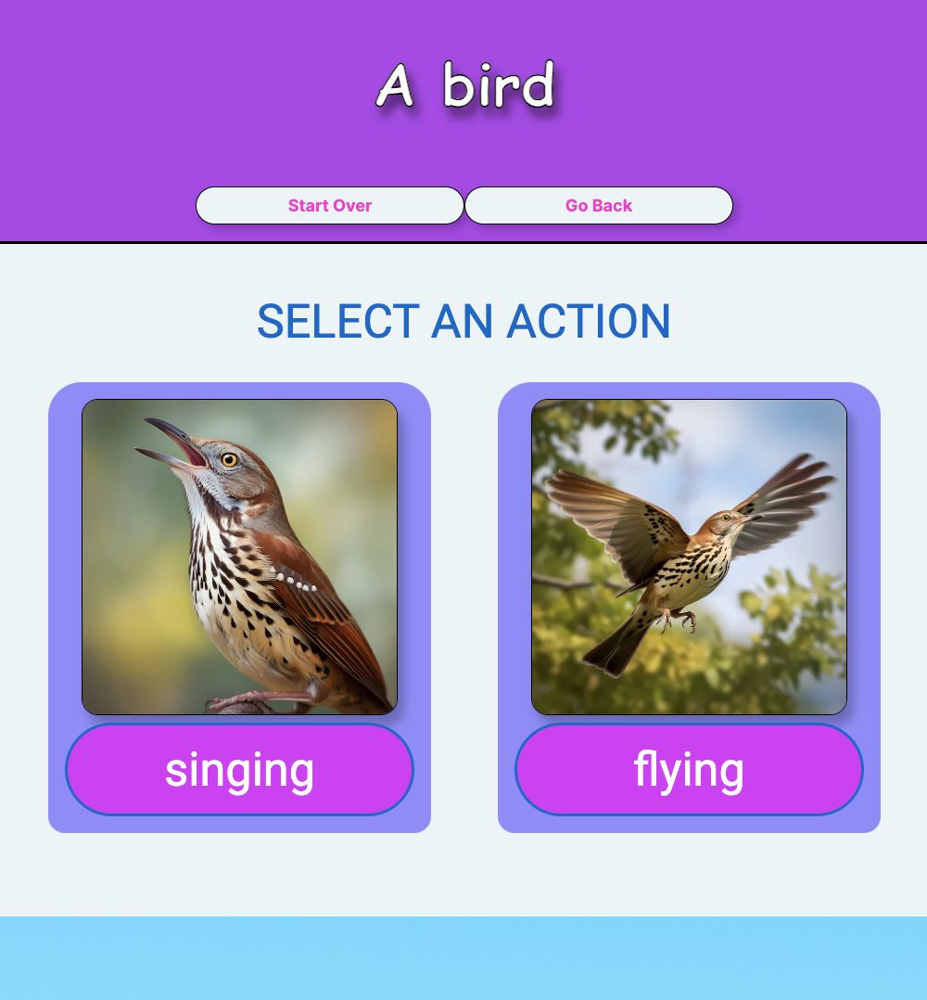 A bird
Start Over
Go Back
SELECT AN ACTION
singing
flying